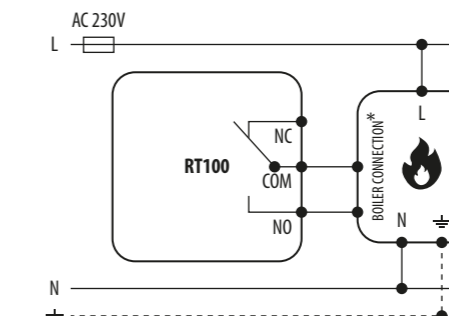 AC 230V
L
NC
RT100
COM
NO
BOILER CONNECTION*
L
N
N